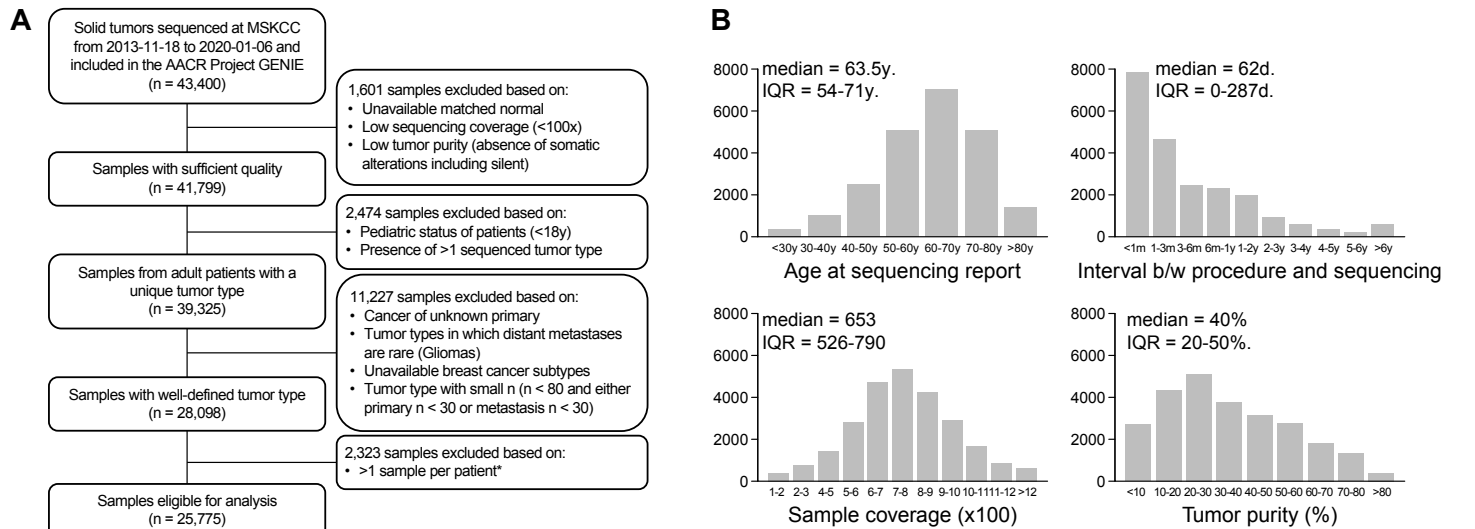 A
Solid tumors sequenced at MSKCC
from 2013-11-18 to 2020-01-06 and
included in the AACR Project GENIE
(n = 43,400)
1,601 samples excluded based on:
• Unavailable matched normal
• Low sequencing coverage (<100x)
• Low tumor purity (absence of somatic
alterations including silent)
Samples with sufficient quality
(n = 41,799)
2,474 samples excluded based on:
• Pediatric status of patients (<18y)
• Presence of >1 sequenced tumor type
Samples from adult patients with a
unique tumor type
(n = 39,325)
11,227 samples excluded based on:
• Cancer of unknown primary
• Tumor types in which distant metastases
are rare (Gliomas)
• Unavailable breast cancer subtypes
• Tumor type with small n (n < 80 and either
primary n < 30 or metastasis n < 30)
Samples with well-defined tumor type
(n = 28,098)
2,323 samples excluded based on:
• >1 sample per patient*
Samples eligible for analysis
(n = 25,775)
B
median = 63.5y.
IQR = 54-71y.
8000
6000
4000
2000
0
<30y 30-40y 40-50y 50-60y 60-70y 70-80y >80y
Age at sequencing report
median = 62d.
IQR = 0-287d.
8000
6000
4000
2000
0
<1m 1-3m 3-6m 6m-1y 1-2y 2-3y 3-4y 4-5y 5-6y >6y
Interval b/w procedure and sequencing
median = 653
IQR = 526-790
8000
6000
4000
2000
0
1-2 2-3 4-5 5-6 6-7 7-8 8-9 9-10 10-11 11-12 >12
Sample coverage (x100)
median = 40%
IQR = 20-50%.
8000
6000
4000
2000
0
<10 10-20 20-30 30-40 40-50 50-60 60-70 70-80 >80
Tumor purity (%)